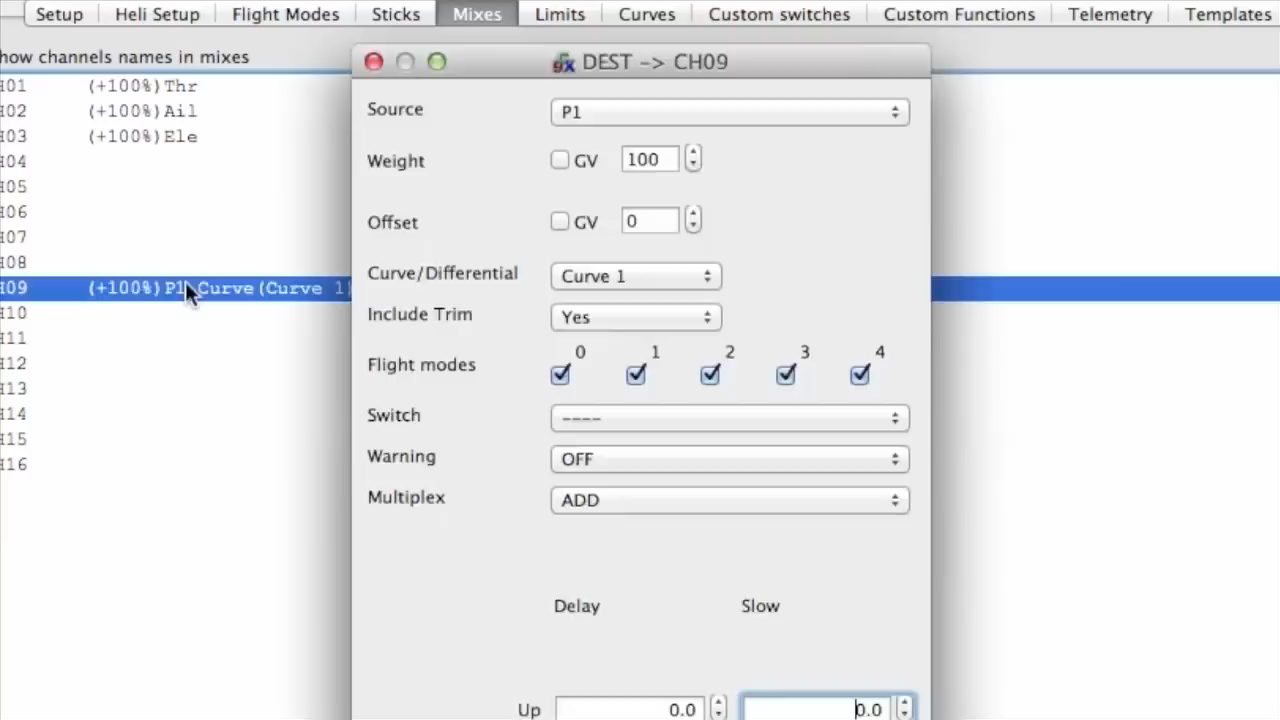 Setup Heli Setup Flight Modes Sticks Mixes Limits Curves Custom switches Custom Functions Telemetry Templates
how channels names in mixes
DEST -> CH09
H01 (+100%)Thr
H02 (+100%)Ail
H03 (+100%)Ele
H04
H05
H06
H07
H08
H09 (+100%)P1 Curve(Curve 1)
H10
H11
H12
H13
H14
H15
H16
Source P1
Weight GV 100
Offset GV 0
Curve/Differential Curve 1
Include Trim Yes
0 1 2 3 4
Flight modes
Switch ----
Warning OFF
Multiplex ADD
Delay Slow
Up 0.0 0.0